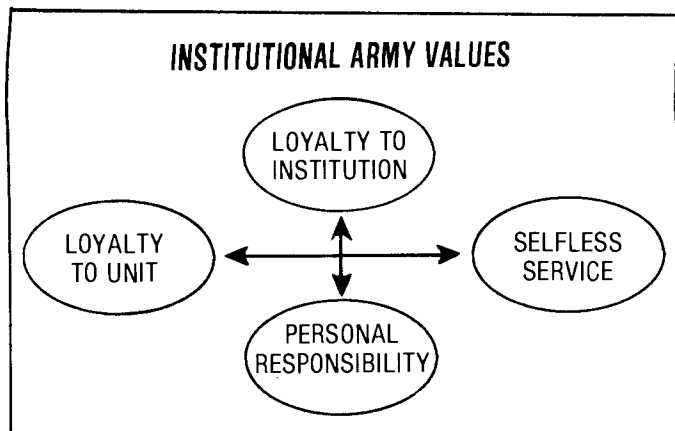 INSTITUTIONAL ARMY VALUES
LOYALTY TO
INSTITUTION
LOYALTY
TO UNIT
SELFLESS
SERVICE
PERSONAL
RESPONSIBILITY